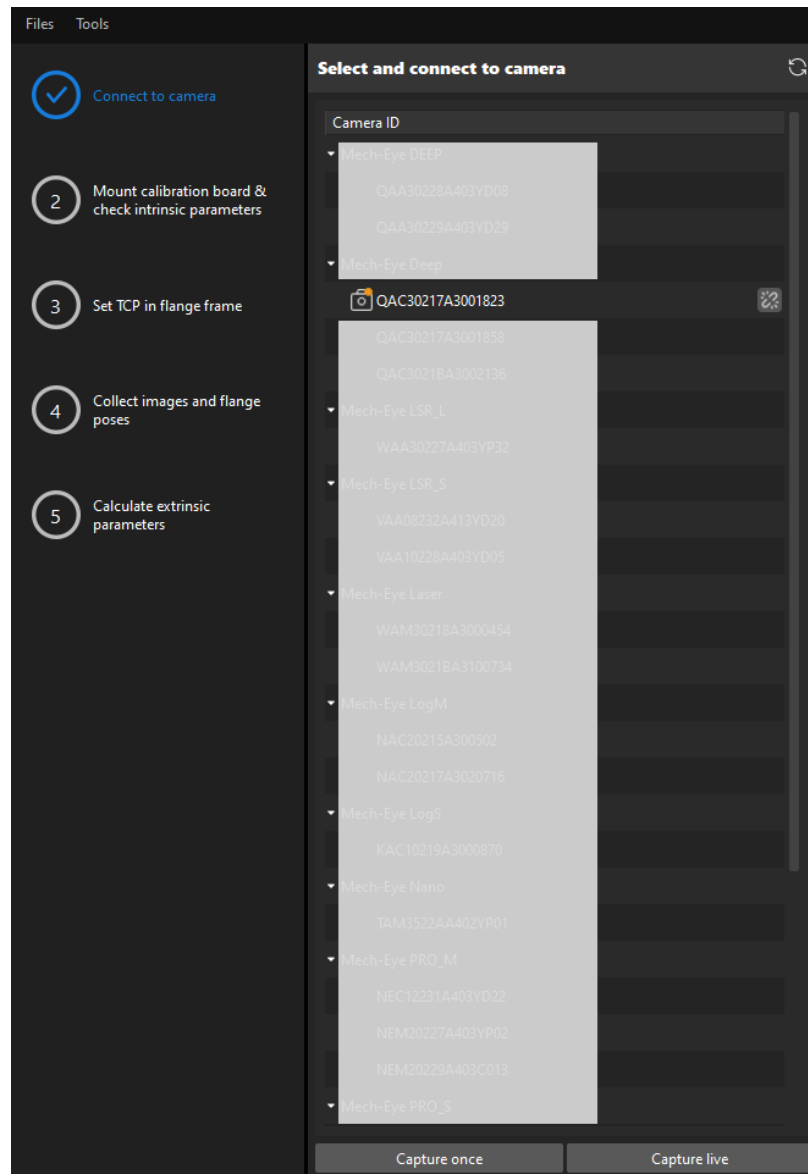 Files Tools
Connect to camera
2
Mount calibration board &
check intrinsic parameters
3
Set TCP in flange frame
4
Collect images and flange
poses
5
Calculate extrinsic
parameters
Select and connect to camera
Camera ID
Mech-Eye DEEP
QAA30228A403YD08
QAA30229A403YD29
Mech-Eye Deep
QAC30217A3001823
QAC30217A3001858
QAC3021BA3002136
Mech-Eye LSR_L
WAA30227A403YP32
Mech-Eye LSR_S
VAA08232A413YD20
VAA10228A403YD05
Mech-Eye Laser
WAM30218A3000454
WAM3021BA3100734
Mech-Eye LogM
NAC20215A300502
NAC20217A3020716
Mech-Eye LogS
KAC10219A3000870
Mech-Eye Nano
TAM3522AA402YP01
Mech-Eye PRO_M
NEC12231A403YD22
NEM20227A403YP02
NEM20229A403C013
Mech-Eye PRO_S
Capture once Capture live